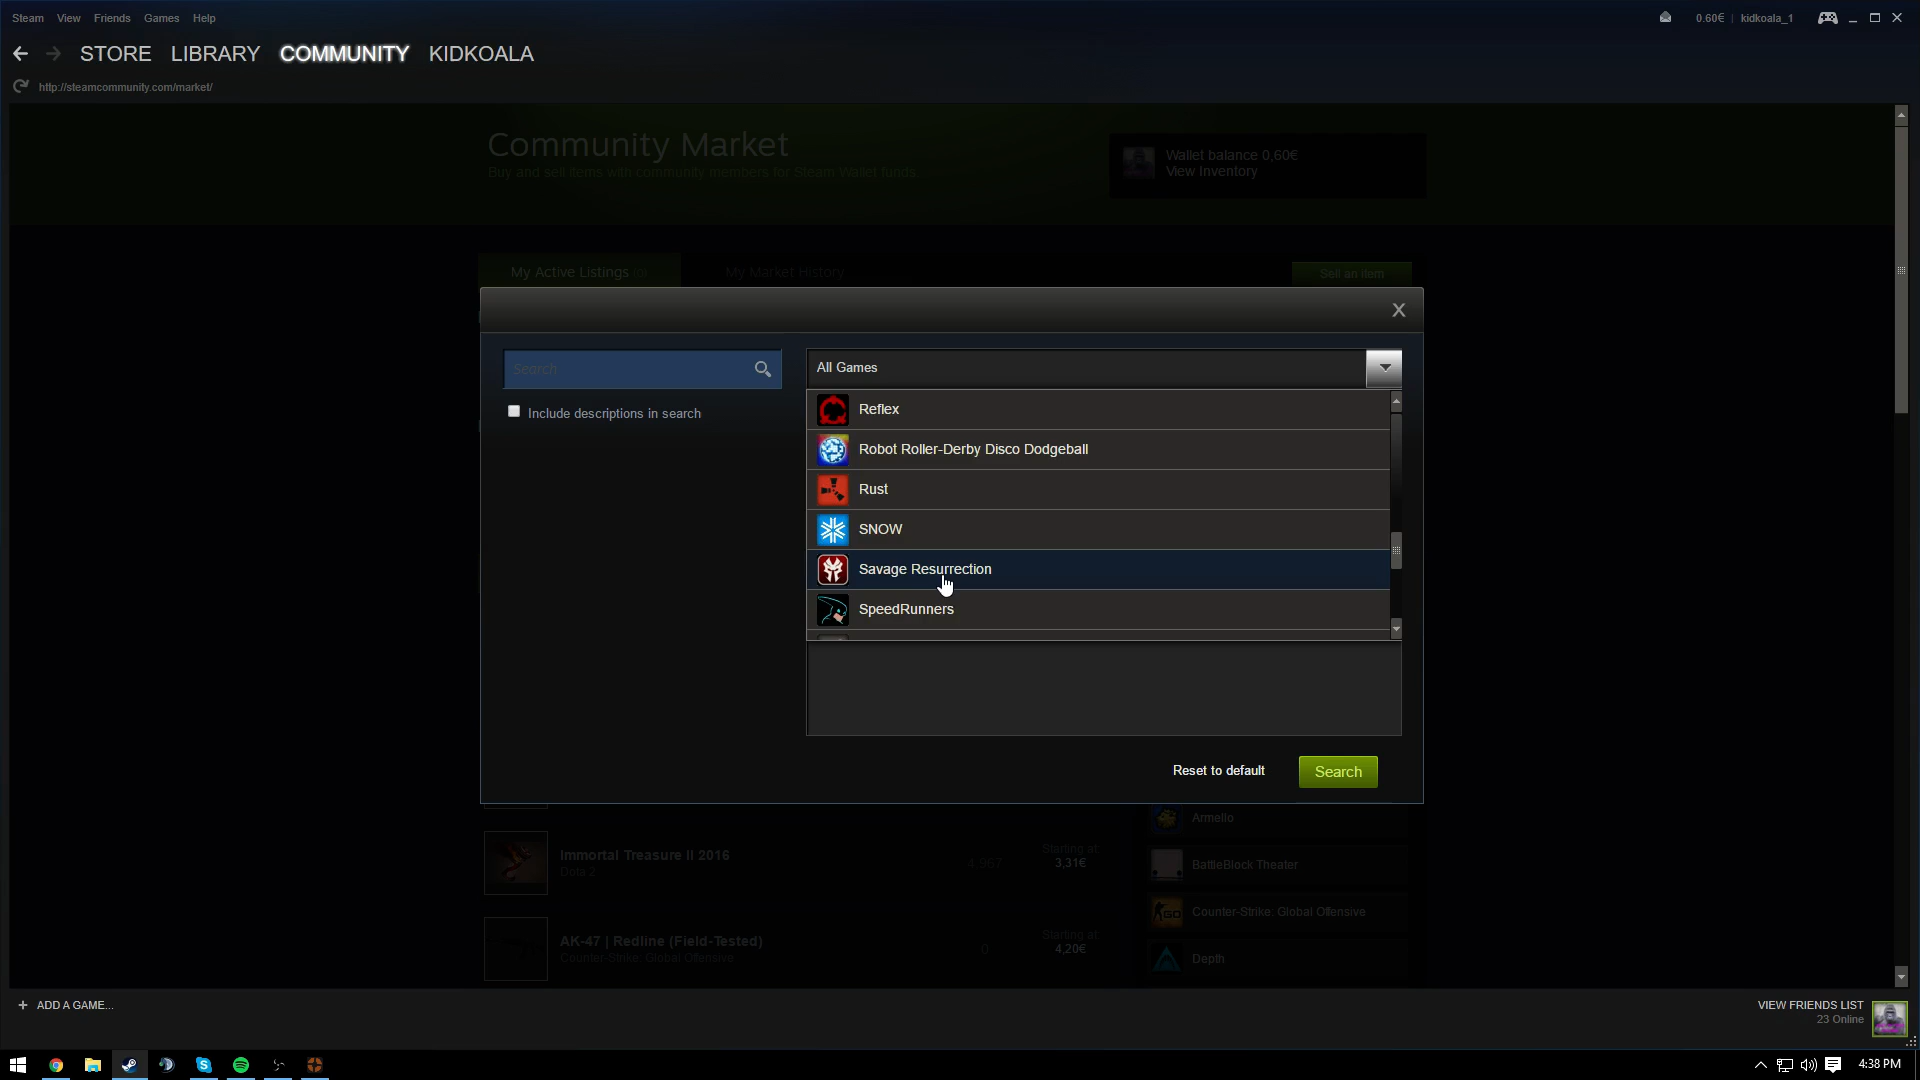 Steam View Friends Games Help
0.60€ kidkoala_1
STORE LIBRARY COMMUNITY KIDKOALA
http://steamcommunity.com/market/
Community Market
Buy and sell items with community members for Steam Wallet funds.
Wallet balance 0,60€
View Inventory
My Active Listings
My Market History
Sell an item
X
Search
All Games
Include descriptions in search
Reflex
Robot Roller-Derby Disco Dodgeball
Rust
SNOW
Savage Resurrection
SpeedRunners
Reset to default
Search
Armello
Immortal Treasure II 2016
Dota 2
4,967
Starting at:
3,31€
BattleBlock Theater
Counter-Strike: Global Offensive
AK-47 | Redline (Field-Tested)
Counter-Strike: Global Offensive
0
Starting at:
4,20€
Depth
+ ADD A GAME...
VIEW FRIENDS LIST
23 Online
4:38 PM